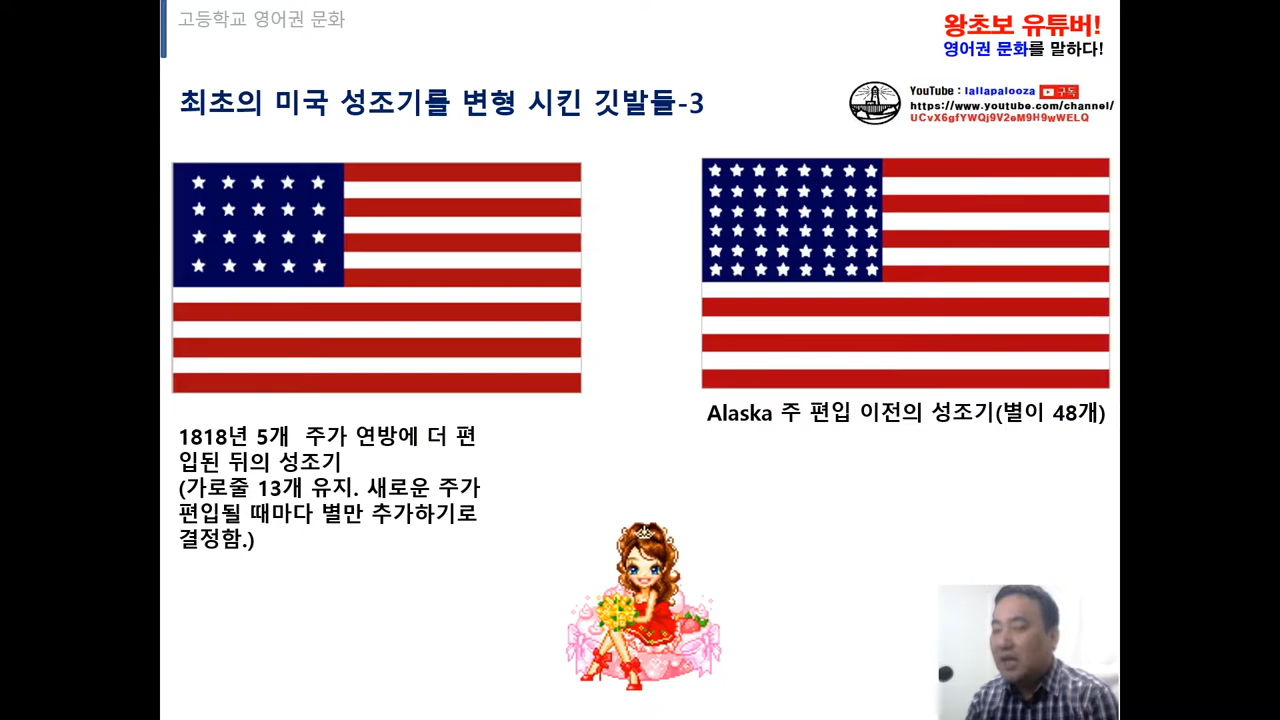 고등학교 영어권 문화
왕초보 유튜버!
영어권 문화를 말하다!
최초의 미국 성조기를 변형 시킨 깃발들-3
YouTube : lallapalooza 구독
https://www.youtube.com/channel/
UCvX6gfYWQj9V2eM9H9wWELQ
Alaska 주 편입 이전의 성조기(별이 48개)
1818년 5개 주가 연방에 더 편
입된 뒤의 성조기
(가로줄 13개 유지. 새로운 주가
편입될 때마다 별만 추가하기로
결정함.)